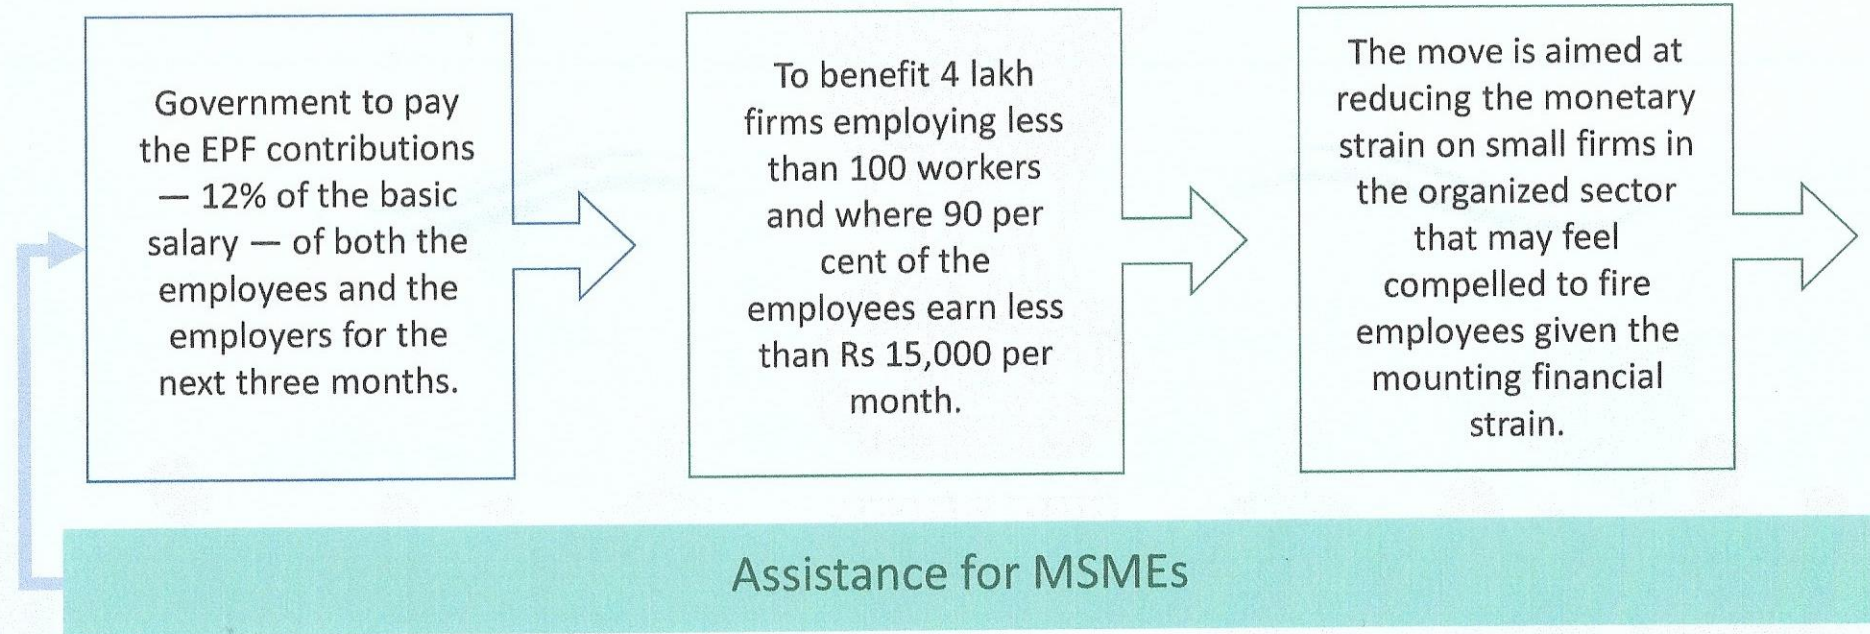 Government to pay
the EPF contributions
— 12% of the basic
salary — of both the
employees and the
employers for the
next three months.
To benefit 4 lakh
firms employing less
than 100 workers
and where 90 per
cent of the
employees earn less
than Rs 15,000 per
month.
The move is aimed at
reducing the monetary
strain on small firms in
the organized sector
that may feel
compelled to fire
employees given the
mounting financial
strain.
Assistance for MSMEs